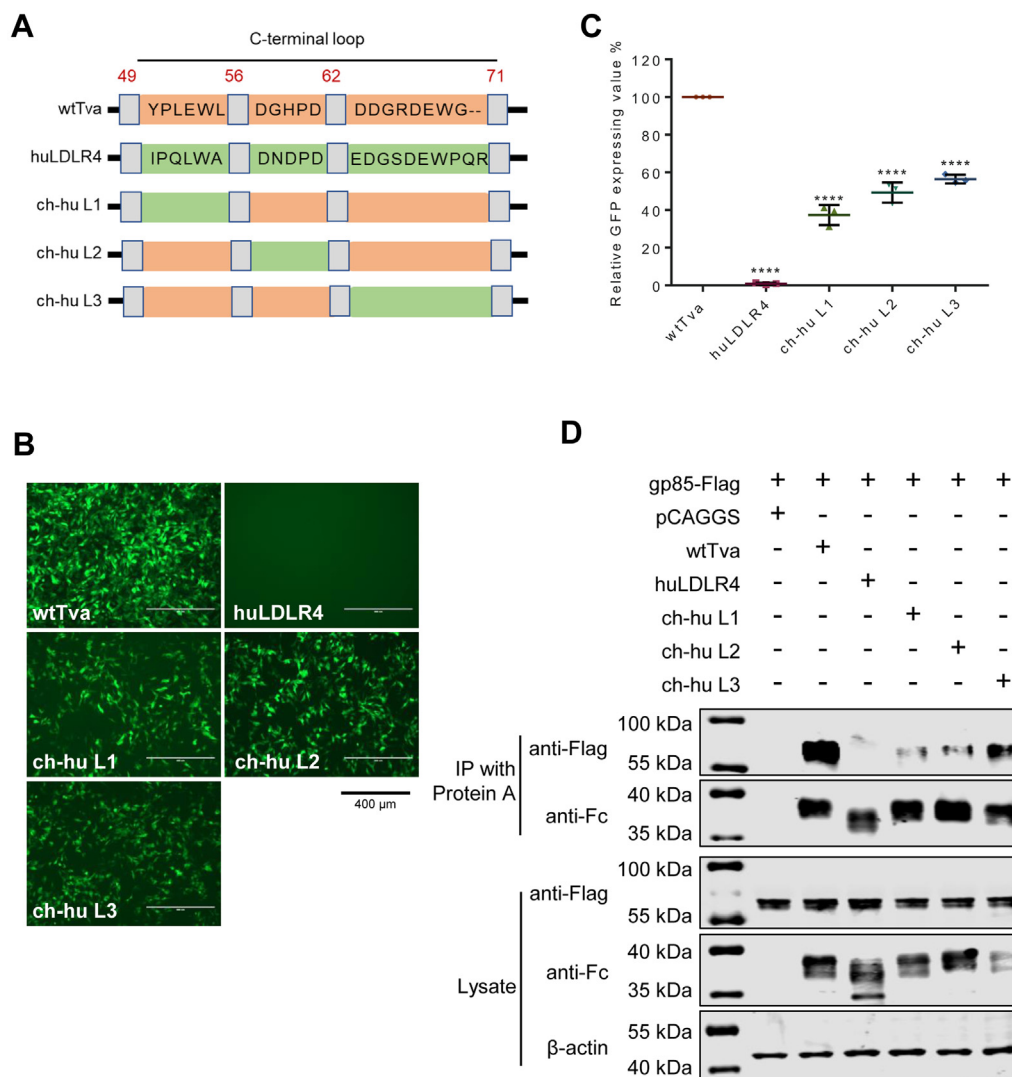 A
C-terminal loop
49 56 62 71
wtTva YPLEWL DGHPD DDGRDEWG--
huLDLR4 IPQLWA DNDPD EDGSDEWPQR
ch-hu L1
ch-hu L2
ch-hu L3
C
Relative GFP expressing value %
120
100
80
60
40
20
0
****
****
****
****
wtTva
huLDLR4
ch-hu L1
ch-hu L2
ch-hu L3
B
wtTva
huLDLR4
ch-hu L1
ch-hu L2
400 μm
ch-hu L3
D
gp85-Flag + + + + + +
pCAGGS + - - - - -
wtTva - + - - - -
huLDLR4 - - + - - -
ch-hu L1 - - - + - -
ch-hu L2 - - - - + -
ch-hu L3 - - - - - +
IP with
Protein A
anti-Flag
100 kDa
55 kDa
anti-Fc
40 kDa
35 kDa
Lysate
anti-Flag
100 kDa
55 kDa
anti-Fc
40 kDa
35 kDa
β-actin
55 kDa
40 kDa